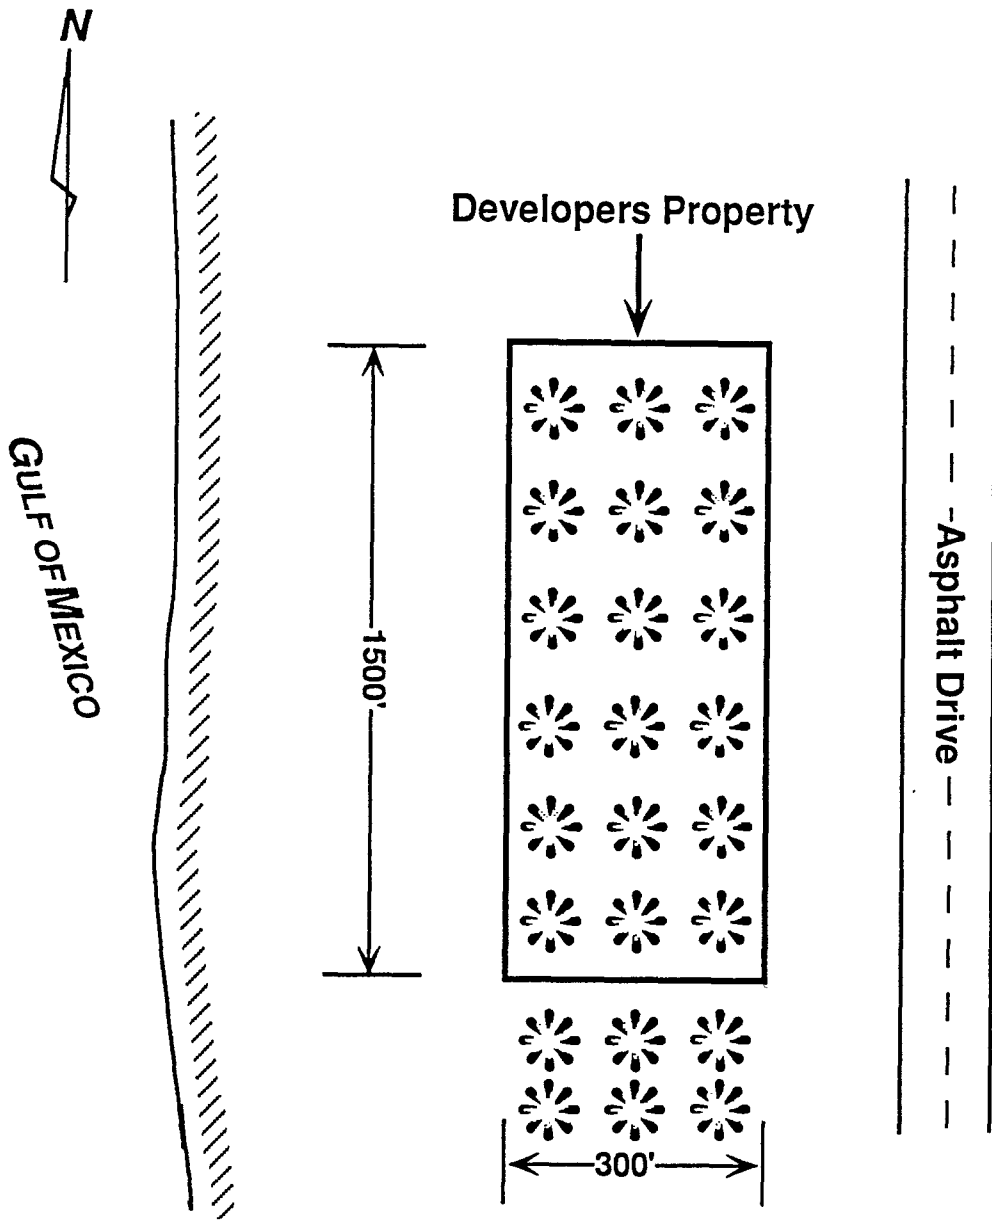 N
Developers Property
GULF OF MEXICO
1500'
Asphalt Drive
300'